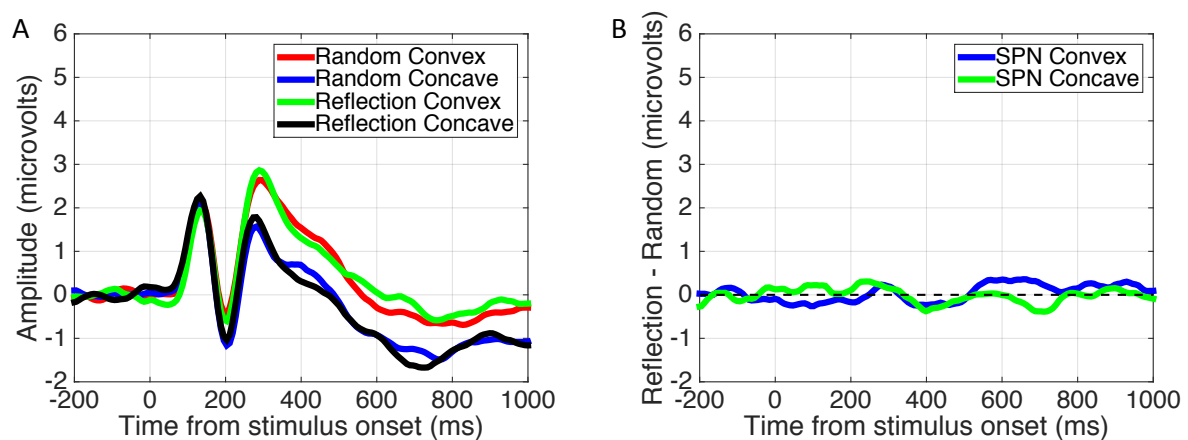 A
Amplitude (microvolts)
6
5
4
3
2
1
0
-1
-2
Random Convex
Random Concave
Reflection Convex
Reflection Concave
-200 0 200 400 600 800 1000
Time from stimulus onset (ms)
B
Reflection - Random (microvolts)
6
5
4
3
2
1
0
-1
-2
SPN Convex
SPN Concave
-200 0 200 400 600 800 1000
Time from stimulus onset (ms)